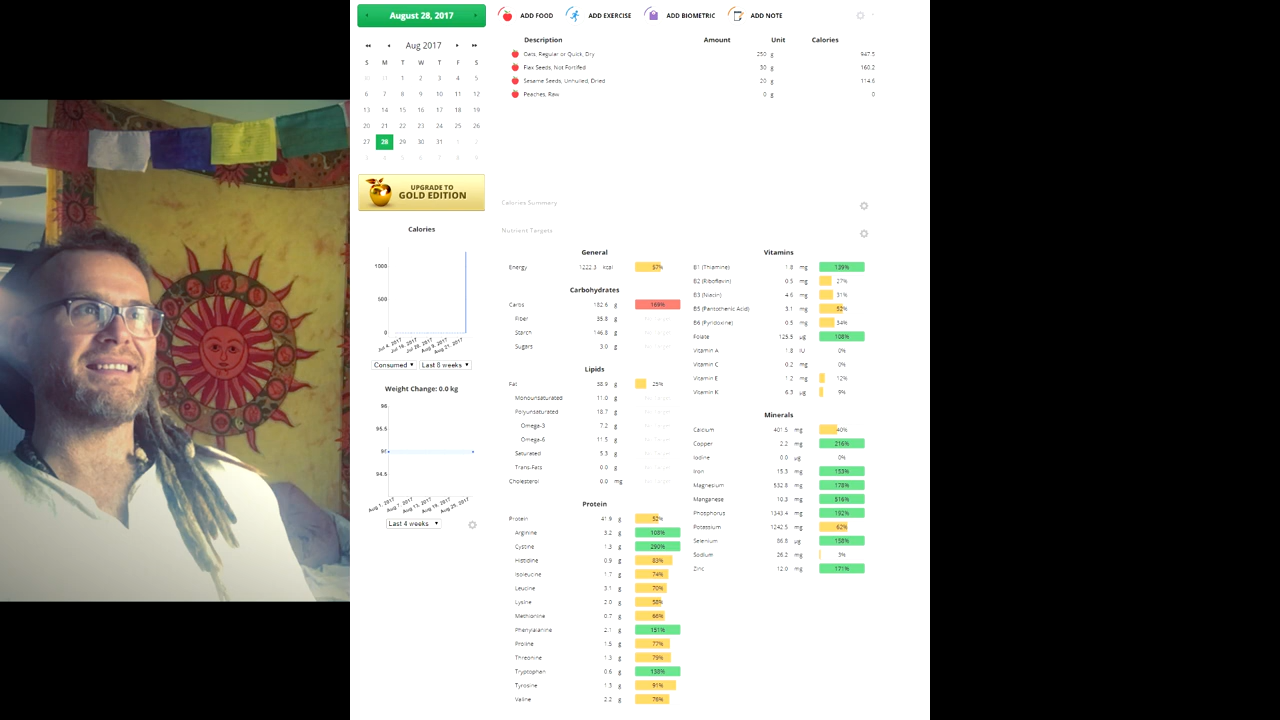 August 28, 2017
ADD FOOD ADD EXERCISE ADD BIOMETRIC ADD NOTE
Aug 2017
S M T W T F S
1 2 3 4 5
6 7 8 9 10 11 12
13 14 15 16 17 18 19
20 21 22 23 24 25 26
27 28 29 30 31 1 2
3 4 5 6 7 8 9
UPGRADE TO
GOLD EDITION
Calories
1000
500
0
Consumed Last 8 weeks
Weight Change: 0.0 kg
96
95.5
95
94.5
Last 4 weeks
Description Amount Unit Calories
Oats, Regular or Quick, Dry 250 g 947.5
Flax Seeds, Not Fortified 30 g 160.2
Sesame Seeds, Unhulled, Dried 20 g 114.6
Peaches, Raw 0 g 0
Calories Summary
Nutrient Targets
General
Energy 1222.3 kcal 57%
Carbohydrates
Carbs 182.6 g 169%
Fiber 35.8 g
Starch 146.8 g
Sugars 3.0 g
Lipids
Fat 38.9 g 25%
Monounsaturated 11.0 g
Polyunsaturated 18.7 g
Omega-3 7.2 g
Omega-6 11.5 g
Saturated 5.3 g
Trans-Fats 0.0 g
Cholesterol 0.0 mg
Protein
Protein 41.9 g 52%
Arginine 3.2 g 103%
Cystine 1.3 g 290%
Histidine 0.9 g 83%
Isoleucine 1.7 g 74%
Leucine 3.1 g 70%
Lysine 2.0 g 58%
Methionine 0.7 g 66%
Phenylalanine 2.1 g 151%
Proline 1.5 g 77%
Threonine 1.3 g 79%
Tryptophan 0.6 g 138%
Tyrosine 1.3 g 91%
Valine 2.2 g 78%
Vitamins
B1 (Thiamine) 1.8 mg 139%
B2 (Riboflavin) 0.5 mg 27%
B3 (Niacin) 4.6 mg 31%
B5 (Pantothenic Acid) 3.1 mg 52%
B6 (Pyridoxine) 0.5 mg 34%
Folate 125.5 µg 108%
Vitamin A 1.8 IU 0%
Vitamin C 0.2 mg 0%
Vitamin E 1.2 mg 12%
Vitamin K 6.3 µg 9%
Minerals
Calcium 401.5 mg 40%
Copper 2.2 mg 216%
Iodine 0.0 µg 0%
Iron 15.3 mg 153%
Magnesium 532.8 mg 178%
Manganese 10.3 mg 516%
Phosphorus 1343.4 mg 192%
Potassium 1242.5 mg 62%
Selenium 86.8 µg 158%
Sodium 26.2 mg 3%
Zinc 12.0 mg 171%